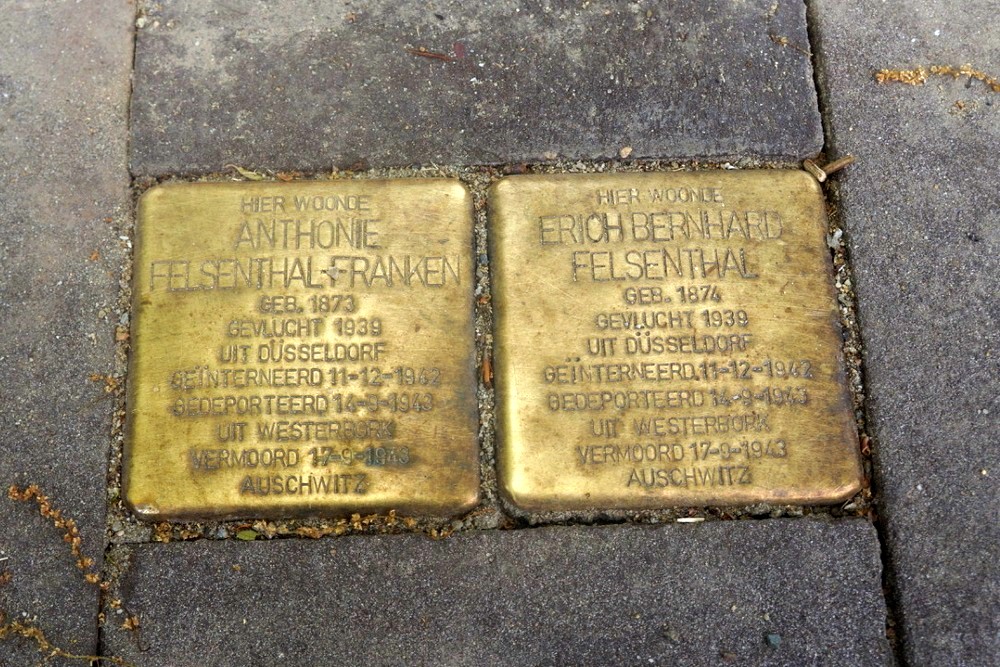 HIER WOONDE
ANTHONIE
FELSENTHAL-FRANKEN
GEB. 1873
GEVLUCHT 1939
UIT DÜSSELDORF
GEÏNTERNEERD 11-12-1942
GEDEPORTEERD 14-9-1943
UIT WESTERBORK
VERMOORD 17-9-1943
AUSCHWITZ
HIER WOONDE
ERICH BERNHARD
FELSENTHAL
GEB. 1874
GEVLUCHT 1939
UIT DÜSSELDORF
GEÏNTERNEERD 11-12-1942
GEDEPORTEERD 14-9-1943
UIT WESTERBORK
VERMOORD 17-9-1943
AUSCHWITZ